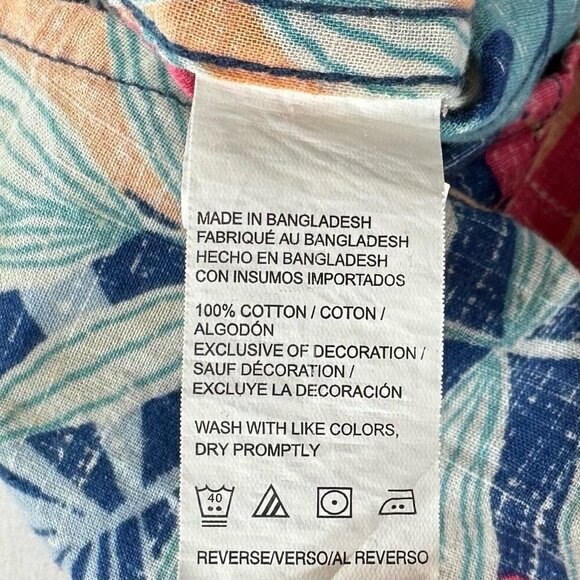 MADE IN BANGLADESH
FABRIQUÉ AU BANGLADESH
HECHO EN BANGLADESH
CON INSUMOS IMPORTADOS
100% COTTON / COTON /
ALGODÓN
EXCLUSIVE OF DECORATION /
SAUF DÉCORATION /
EXCLUYE LA DECORACIÓN
WASH WITH LIKE COLORS,
DRY PROMPTLY
40
REVERSE/VERSO/AL REVERSO